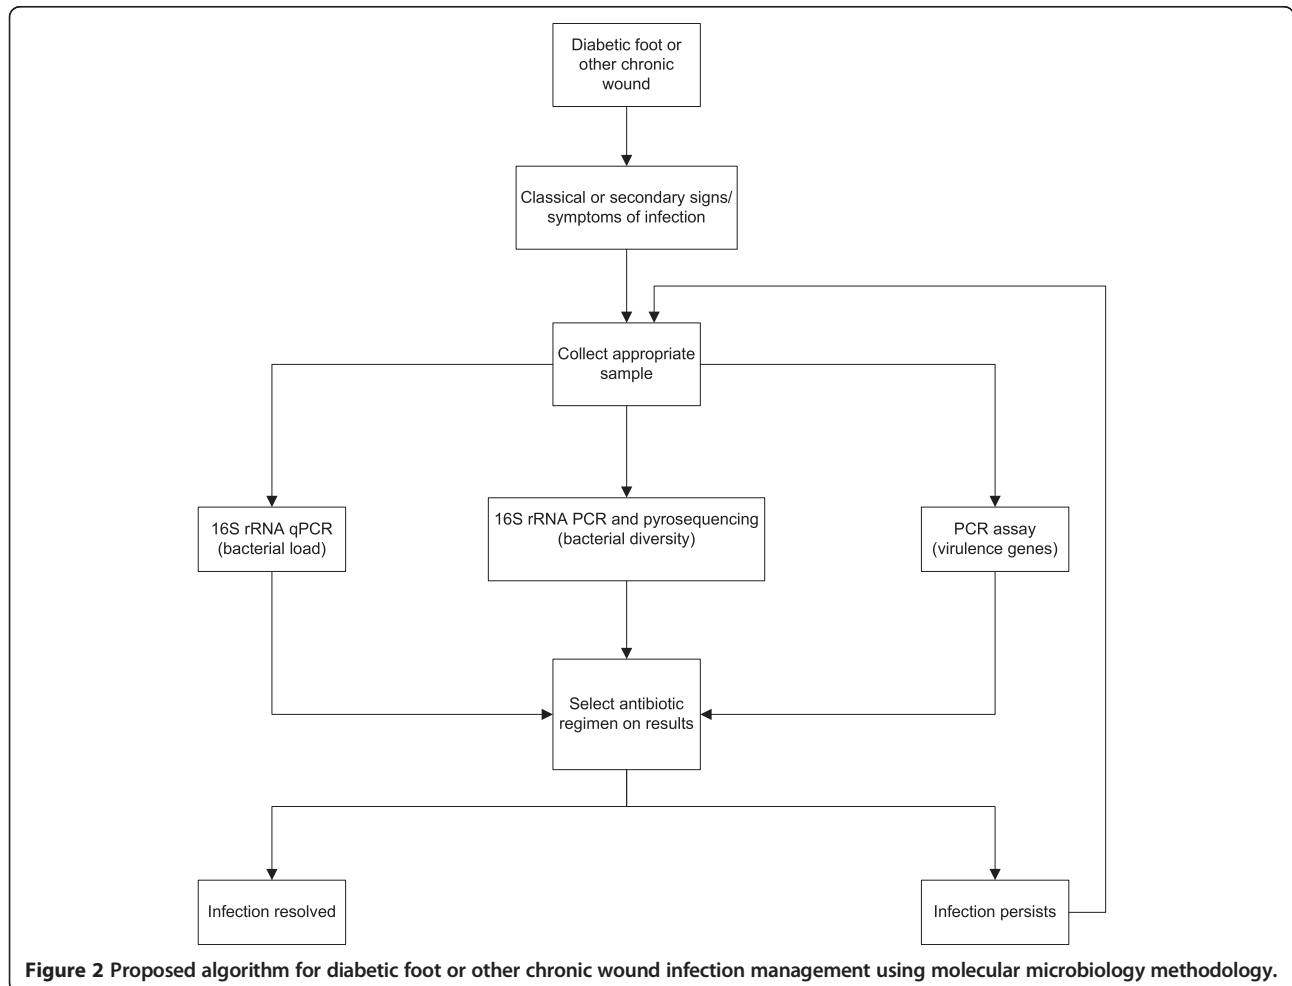 Diabetic foot or
other chronic
wound
Classical or secondary signs/
symptoms of infection
Collect appropriate
sample
16S rRNA qPCR
(bacterial load)
16S rRNA PCR and pyrosequencing
(bacterial diversity)
PCR assay
(virulence genes)
Select antibiotic
regimen on results
Infection resolved
Infection persists
Figure 2 Proposed algorithm for diabetic foot or other chronic wound infection management using molecular microbiology methodology.